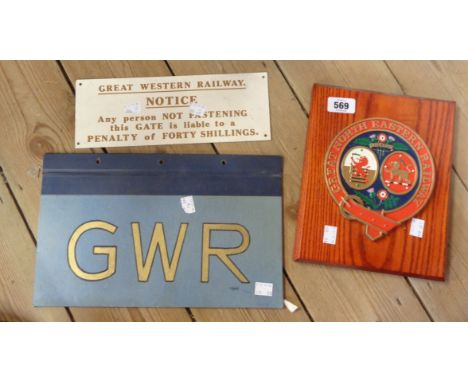 GREAT WESTERN RAILWAY.
NOTICE
Any person NOT FASTENING
this GATE is liable to a
PENALTY of FORTY SHILLINGS.
569
GREAT NORTH EASTERN RAILWAY
GWR